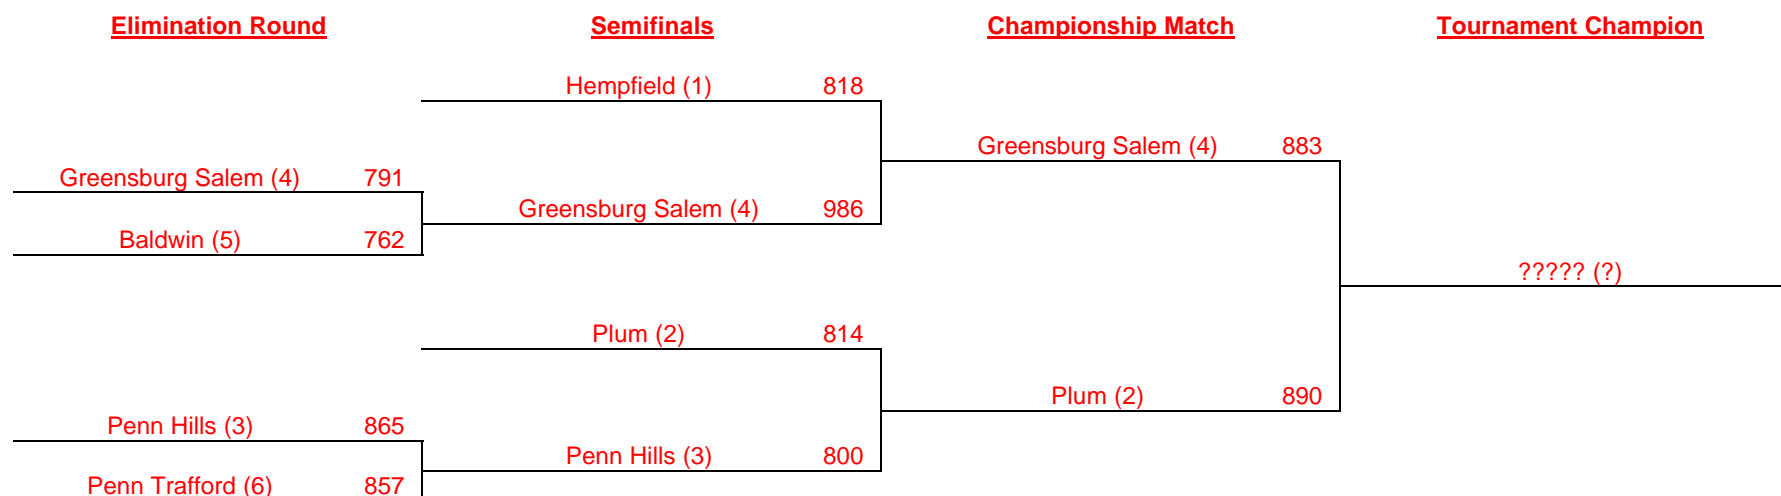 Elimination Round Semifinals Championship Match Tournament Champion
Hempfield (1) 818
Greensburg Salem (4) 883
Greensburg Salem (4) 791
Greensburg Salem (4) 986
Baldwin (5) 762
????? (?)
Plum (2) 814
Plum (2) 890
Penn Hills (3) 865
Penn Hills (3) 800
Penn Trafford (6) 857